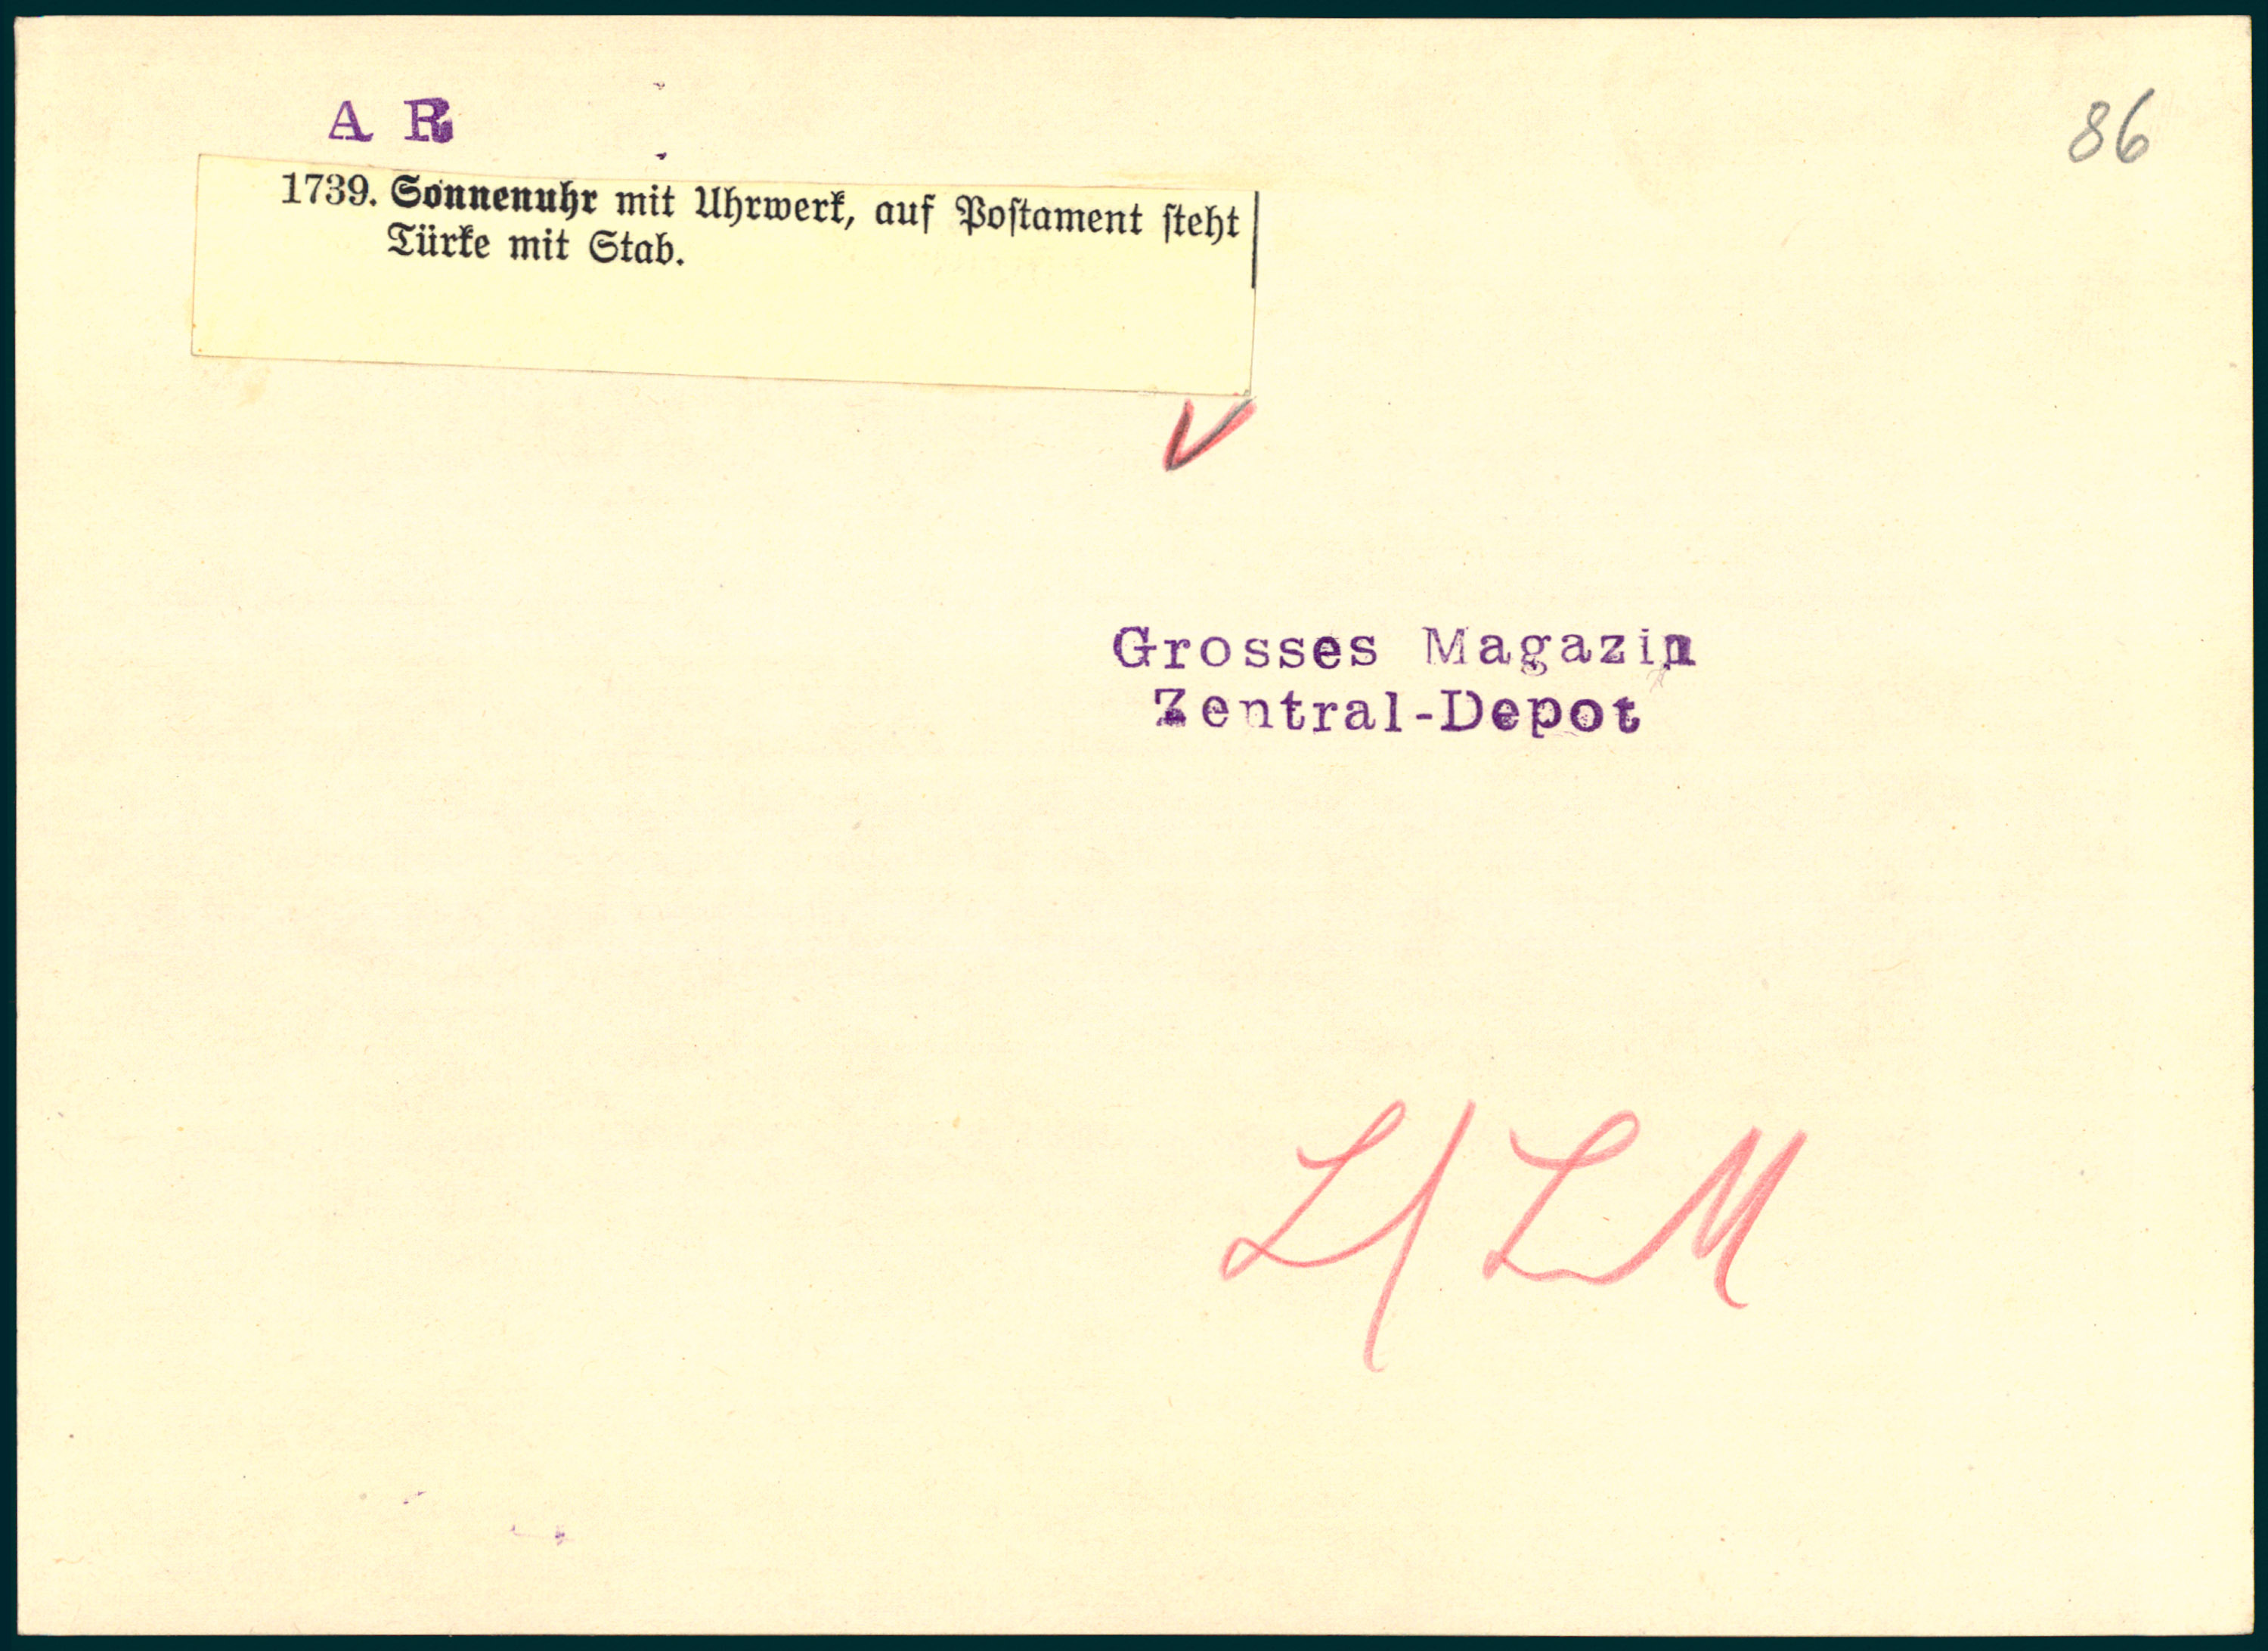 A R
86
1739. Sonnenuhr mit Uhrwerk, auf Postament steht
Türke mit Stab.
Grosses Magazin
Zentral-Depot
L/ LM